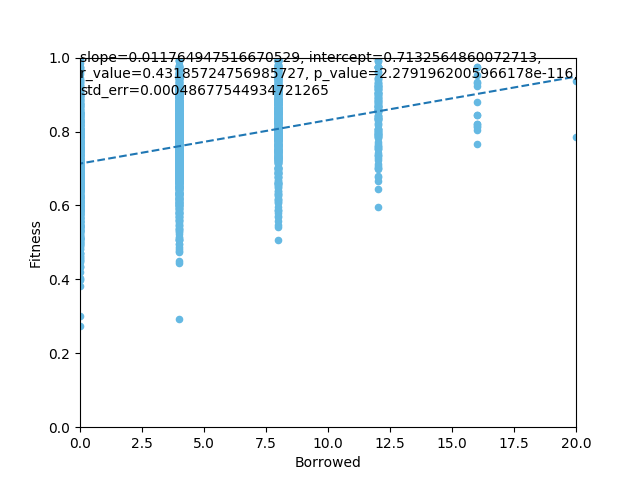 slope=0.011764947516670529, intercept=0.7132564860072713,
r_value=0.43185724756985727, p_value=2.2791962005966178e-116,
std_err=0.00048677544934721265
1.0
0.8
0.6
0.4
0.2
0.0
Fitness
0.0 2.5 5.0 7.5 10.0 12.5 15.0 17.5 20.0
Borrowed